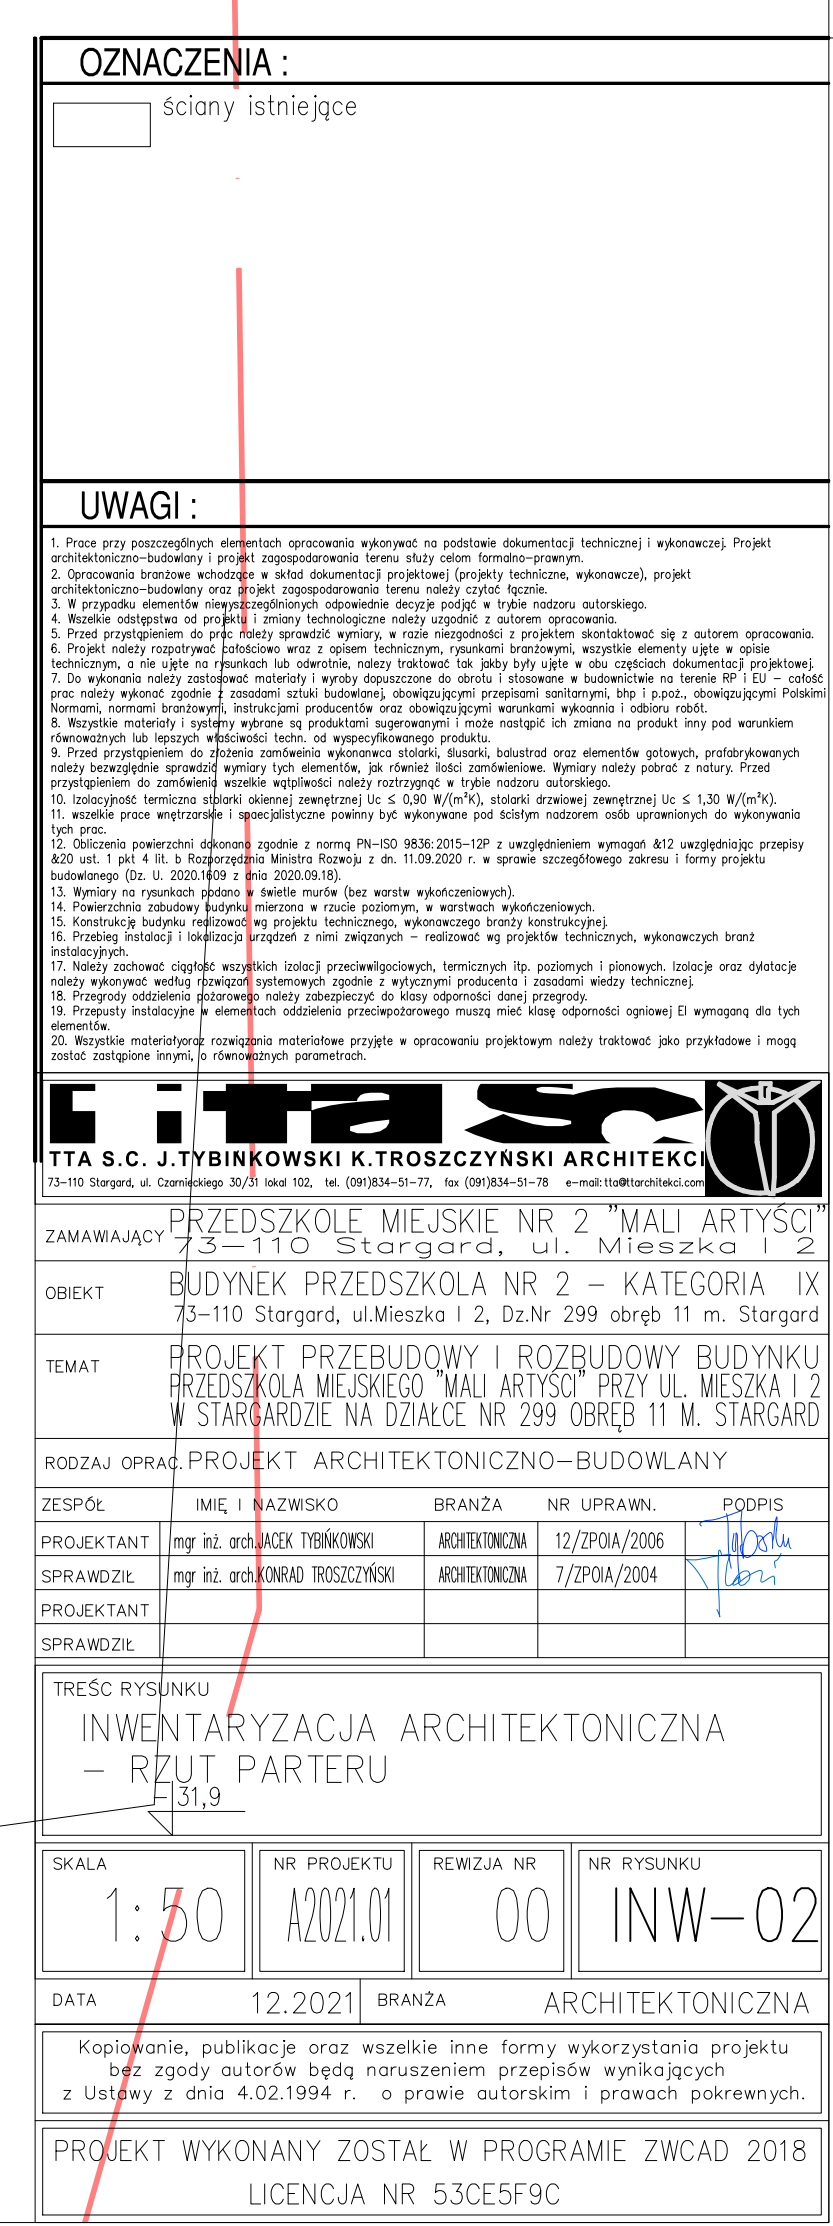 OZNACZENIA :
ściany istniejące
UWAGI :
1. Prace przy poszczególnych elementach opracowania wykonywać na podstawie dokumentacji technicznej i wykonawczej. Projekt
architektoniczno-budowlany i projekt zagospodarowania terenu służy celom formalno-prawnym.
2. Opracowania branżowe wchodzące w skład dokumentacji projektowej (projekty techniczne, wykonawcze), projekt
architektoniczno-budowlany oraz projekt zagospodarowania terenu należy czytać łącznie.
3. W przypadku elementów niewyszczególnionych odpowiednie decyzje podjąć w trybie nadzoru autorskiego.
4. Wszelkie odstępstwa od projektu i zmiany technologiczne należy uzgodnić z autorem opracowania.
5. Przed przystąpieniem do prac należy sprawdzić wymiary, w razie niezgodności z projektem skontaktować się z autorem opracowania.
6. Projekt należy rozpatrywać całościowo wraz z opisem technicznym, rysunkami branżowymi, wszystkie elementy ujęte w opisie
technicznym, a nie ujęte na rysunkach lub odwrotnie, nalezy traktować tak jakby były ujęte w obu częściach dokumentacji projektowej.
7. Do wykonania należy zastosować materiały i wyroby dopuszczone do obrotu i stosowane w budownictwie na terenie RP i EU – całość
prac należy wykonać zgodnie z zasadami sztuki budowlanej, obowiązującymi przepisami sanitarnymi, bhp i p.poż., obowiązującymi Polskimi
Normami, normami branżowymi, instrukcjami producentów oraz obowiązującymi warunkami wykoannia i odbioru robót.
8. Wszystkie materiały i systemy wybrane są produktami sugerowanymi i może nastąpić ich zmiana na produkt inny pod warunkiem
równoważnych lub lepszych właściwości techn. od wyspecyfikowanego produktu.
9. Przed przystąpieniem do złożenia zamóweinia wykonanwca stolarki, ślusarki, balustrad oraz elementów gotowych, prafabrykowanych
należy bezwzględnie sprawdzić wymiary tych elementów, jak również ilości zamówieniowe. Wymiary należy pobrać z natury. Przed
przystąpieniem do zamówienia wszelkie wątpliwości należy roztrzygnąć w trybie nadzoru autorskiego.
10. Izolacyjność termiczna stolarki okiennej zewnętrznej Uc ≤ 0,90 W/(m²K), stolarki drzwiowej zewnętrznej Uc ≤ 1,30 W/(m²K).
11. wszelkie prace wnętrzarskie i spaecjalistyczne powinny być wykonywane pod ścisłym nadzorem osób uprawnionych do wykonywania
tych prac.
12. Obliczenia powierzchni dokonano zgodnie z normą PN-ISO 9836:2015-12P z uwzględnieniem wymagań &12 uwzględniając przepisy
&20 ust. 1 pkt 4 lit. b Rozporzędznia Ministra Rozwoju z dn. 11.09.2020 r. w sprawie szczegółowego zakresu i formy projektu
budowlanego (Dz. U. 2020.1609 z dnia 2020.09.18).
13. Wymiary na rysunkach podano w świetle murów (bez warstw wykończeniowych).
14. Powierzchnia zabudowy budynku mierzona w rzucie poziomym, w warstwach wykończeniowych.
15. Konstrukcję budynku realizować wg projektu technicznego, wykonawczego branży konstrukcyjnej.
16. Przebieg instalacji i lokalizacja urządzeń z nimi związanych – realizować wg projektów technicznych, wykonawczych branż
instalacyjnych.
17. Należy zachować ciągłość wszystkich izolacji przeciwwilgociowych, termicznych itp. poziomych i pionowych. Izolacje oraz dylatacje
należy wykonywać według rozwiązań systemowych zgodnie z wytycznymi producenta i zasadami wiedzy technicznej.
18. Przegrody oddzielenia pożarowego należy zabezpieczyć do klasy odporności danej przegrody.
19. Przepusty instalacyjne w elementach oddzielenia przeciwpożarowego muszą mieć klasę odporności ogniowej EI wymaganą dla tych
elementów.
20. Wszystkie materiałyoraz rozwiązania materiałowe przyjęte w opracowaniu projektowym należy traktować jako przykładowe i mogą
zostać zastąpione innymi, o równoważnych parametrach.
TTA S.C. J.TYBIŃKOWSKI K.TROSZCZYŃSKI ARCHITEKCI
73-110 Stargard, ul. Czarnieckiego 30/31 lokal 102, tel. (091)834-51-77, fax (091)834-51-78 e-mail: tta@ttarchitekci.com
ZAMAWIAJĄCY PRZEDSZKOLE MIEJSKIE NR 2 "MALI ARTYŚCI"
73-110 Stargard, ul. Mieszka I 2
OBIEKT BUDYNEK PRZEDSZKOLA NR 2 – KATEGORIA IX
73-110 Stargard, ul.Mieszka I 2, Dz.Nr 299 obręb 11 m. Stargard
TEMAT PROJEKT PRZEBUDOWY I ROZBUDOWY BUDYNKU
PRZEDSZKOLA MIEJSKIEGO "MALI ARTYŚCI" PRZY UL. MIESZKA I 2
W STARGARDZIE NA DZIAŁCE NR 299 OBRĘB 11 M. STARGARD
RODZAJ OPRAC. PROJEKT ARCHITEKTONICZNO-BUDOWLANY
ZESPÓŁ IMIĘ I NAZWISKO BRANŻA NR UPRAWN. PODPIS
PROJEKTANT mgr inż. arch.JACEK TYBIŃKOWSKI ARCHITEKTONICZNA 12/ZPOIA/2006
SPRAWDZIŁ mgr inż. arch.KONRAD TROSZCZYŃSKI ARCHITEKTONICZNA 7/ZPOIA/2004
PROJEKTANT
SPRAWDZIŁ
TREŚC RYSUNKU
INWENTARYZACJA ARCHITEKTONICZNA
– RZUT PARTERU
31,9
SKALA NR PROJEKTU REWIZJA NR NR RYSUNKU
1:50 A2021.01 00 INW-02
DATA 12.2021 BRANŻA ARCHITEKTONICZNA
Kopiowanie, publikacje oraz wszelkie inne formy wykorzystania projektu
bez zgody autorów będą naruszeniem przepisów wynikających
z Ustawy z dnia 4.02.1994 r. o prawie autorskim i prawach pokrewnych.
PROJEKT WYKONANY ZOSTAŁ W PROGRAMIE ZWCAD 2018
LICENCJA NR 53CE5F9C